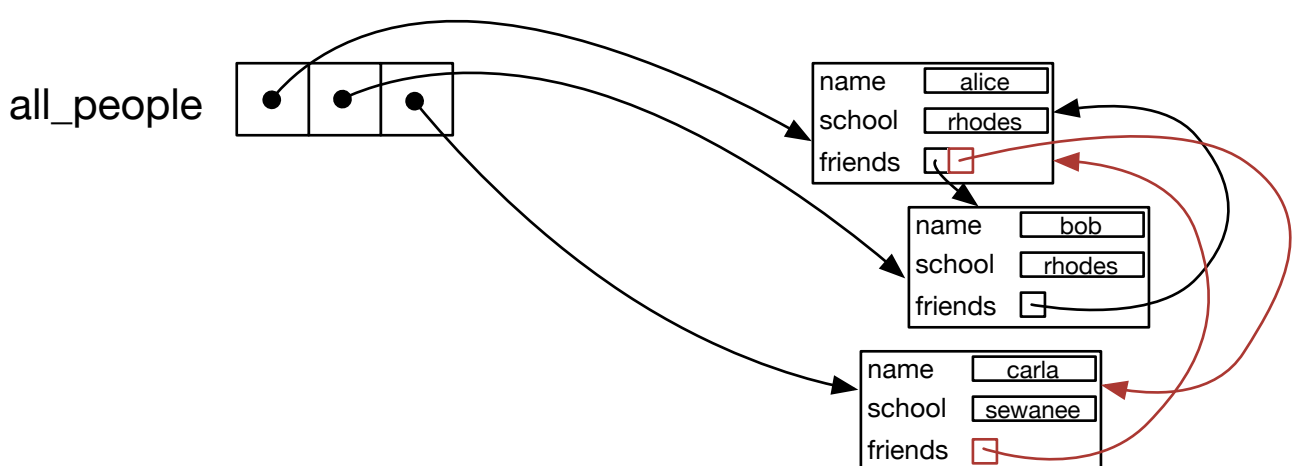 all_people
name alice
school rhodes
friends
name bob
school rhodes
friends
name carla
school sewanee
friends